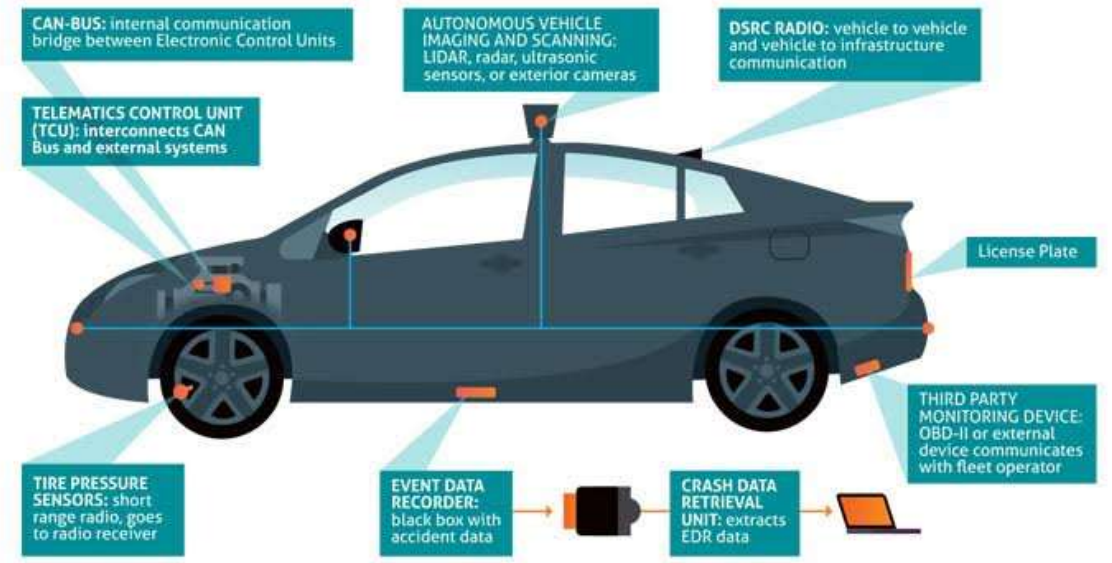 CAN-BUS: internal communication
bridge between Electronic Control Units
AUTONOMOUS VEHICLE
IMAGING AND SCANNING:
LIDAR, radar, ultrasonic
sensors, or exterior cameras
DSRC RADIO: vehicle to vehicle
and vehicle to infrastructure
communication
TELEMATICS CONTROL UNIT
(TCU): interconnects CAN
Bus and external systems
License Plate
THIRD PARTY
MONITORING DEVICE:
OBD-II or external
device communicates
with fleet operator
TIRE PRESSURE
SENSORS: short
range radio, goes
to radio receiver
EVENT DATA
RECORDER:
black box with
accident data
CRASH DATA
RETRIEVAL
UNIT: extracts
EDR data